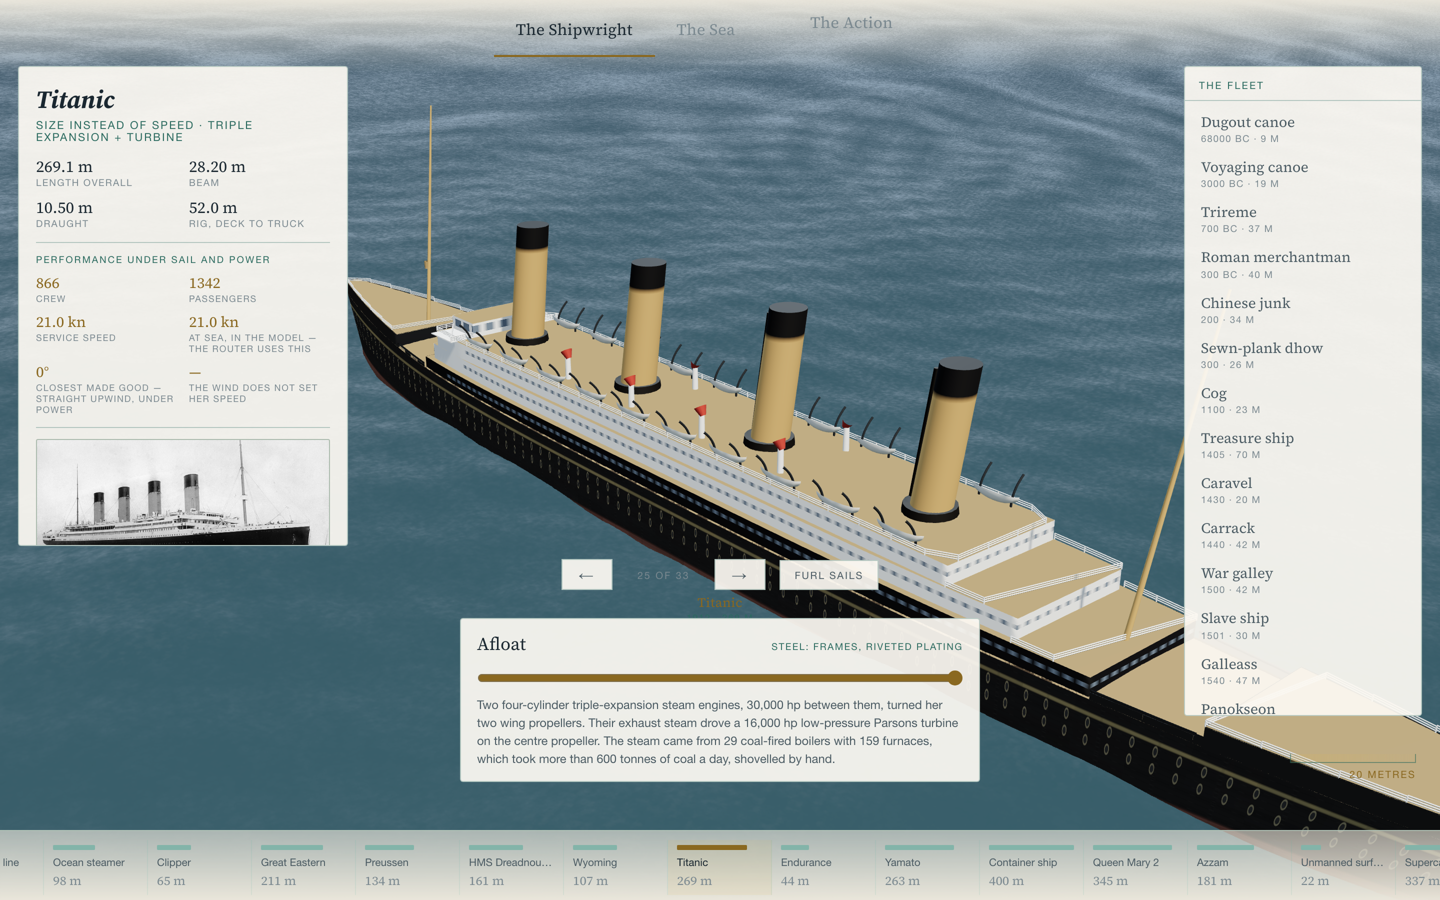 The Shipwright
The Sea
The Action
Titanic
SIZE INSTEAD OF SPEED · TRIPLE
EXPANSION + TURBINE
269.1 m
LENGTH OVERALL
28.20 m
BEAM
10.50 m
DRAUGHT
52.0 m
RIG, DECK TO TRUCK
PERFORMANCE UNDER SAIL AND POWER
866
CREW
1342
PASSENGERS
21.0 kn
SERVICE SPEED
21.0 kn
AT SEA, IN THE MODEL —
THE ROUTER USES THIS
0°
CLOSEST MADE GOOD —
STRAIGHT UPWIND, UNDER
POWER
—
THE WIND DOES NOT SET
HER SPEED
THE FLEET
Dugout canoe
68000 BC · 9 M
Voyaging canoe
3000 BC · 19 M
Trireme
700 BC · 37 M
Roman merchantman
300 BC · 40 M
Chinese junk
200 · 34 M
Sewn-plank dhow
300 · 26 M
Cog
1100 · 23 M
Treasure ship
1405 · 70 M
Caravel
1430 · 20 M
Carrack
1440 · 42 M
War galley
1500 · 42 M
Slave ship
1501 · 30 M
Galleass
1540 · 47 M
Panokseon
←
25 OF 33
→
FURL SAILS
Titanic
Afloat
STEEL: FRAMES, RIVETED PLATING
Two four-cylinder triple-expansion steam engines, 30,000 hp between them, turned her
two wing propellers. Their exhaust steam drove a 16,000 hp low-pressure Parsons turbine
on the centre propeller. The steam came from 29 coal-fired boilers with 159 furnaces,
which took more than 600 tonnes of coal a day, shovelled by hand.
20 METRES
line
Ocean steamer
98 m
Clipper
65 m
Great Eastern
211 m
Preussen
134 m
HMS Dreadnou…
161 m
Wyoming
107 m
Titanic
269 m
Endurance
44 m
Yamato
263 m
Container ship
400 m
Queen Mary 2
345 m
Azzam
181 m
Unmanned surf…
22 m
Superca
337 m